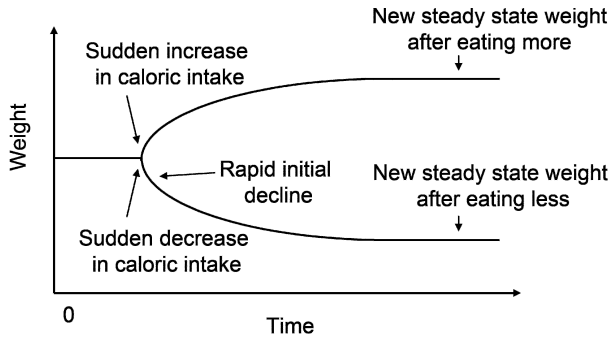 New steady state weight
after eating more
Sudden increase
in caloric intake
Weight
Rapid initial
decline
New steady state weight
after eating less
Sudden decrease
in caloric intake
0
Time